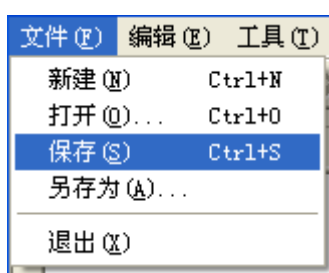 文件(F) 编辑(E) 工具(T)
新建(N) Ctrl+N
打开(O)... Ctrl+O
保存(S) Ctrl+S
另存为(A)...
退出(X)